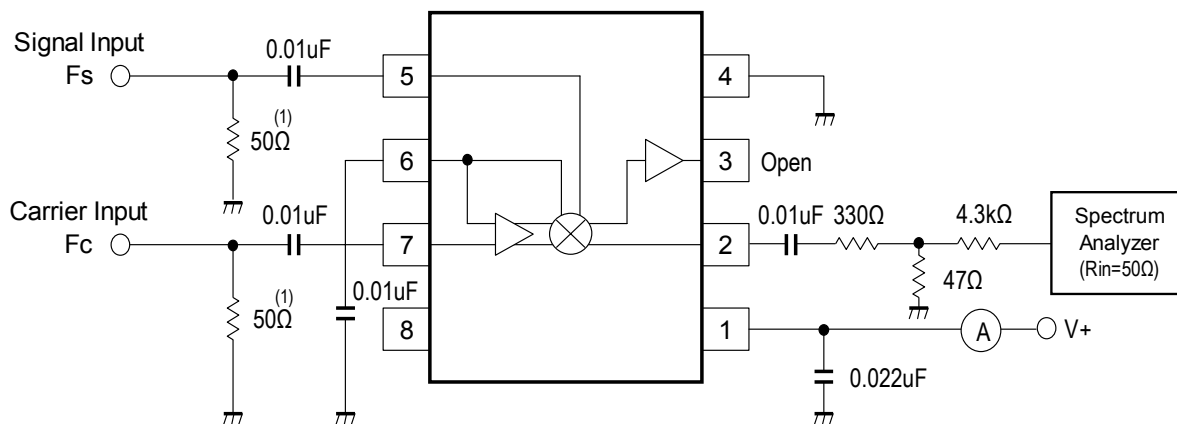 Signal Input
Fs
0.01uF
50Ω
(1)
5
4
6
3
Open
Carrier Input
Fc
0.01uF
50Ω
(1)
0.01uF
7
8
2
0.01uF
330Ω
4.3kΩ
47Ω
Spectrum
Analyzer
(Rin=50Ω)
1
A
V+
0.022uF